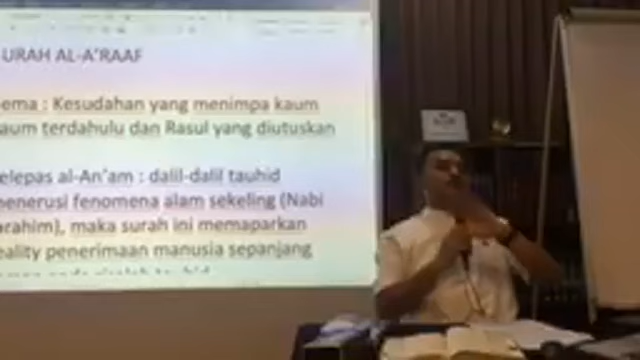 URAH AL-A'RAAF
ema : Kesudahan yang menimpa kaum
aum terdahulu dan Rasul yang diutuskan
elepas al-An'am : dalil-dalil tauhid
nenerusi fenomena alam sekeling (Nabi
rahim), maka surah ini memaparkan
eality penerimaan manusia sepanjang